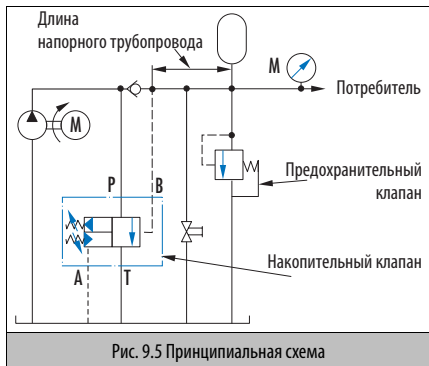 Длина
напорного трубопровода
M
Потребитель
M
Предохранительный
клапан
P
B
Накопительный клапан
A
T
Рис. 9.5 Принципиальная схема